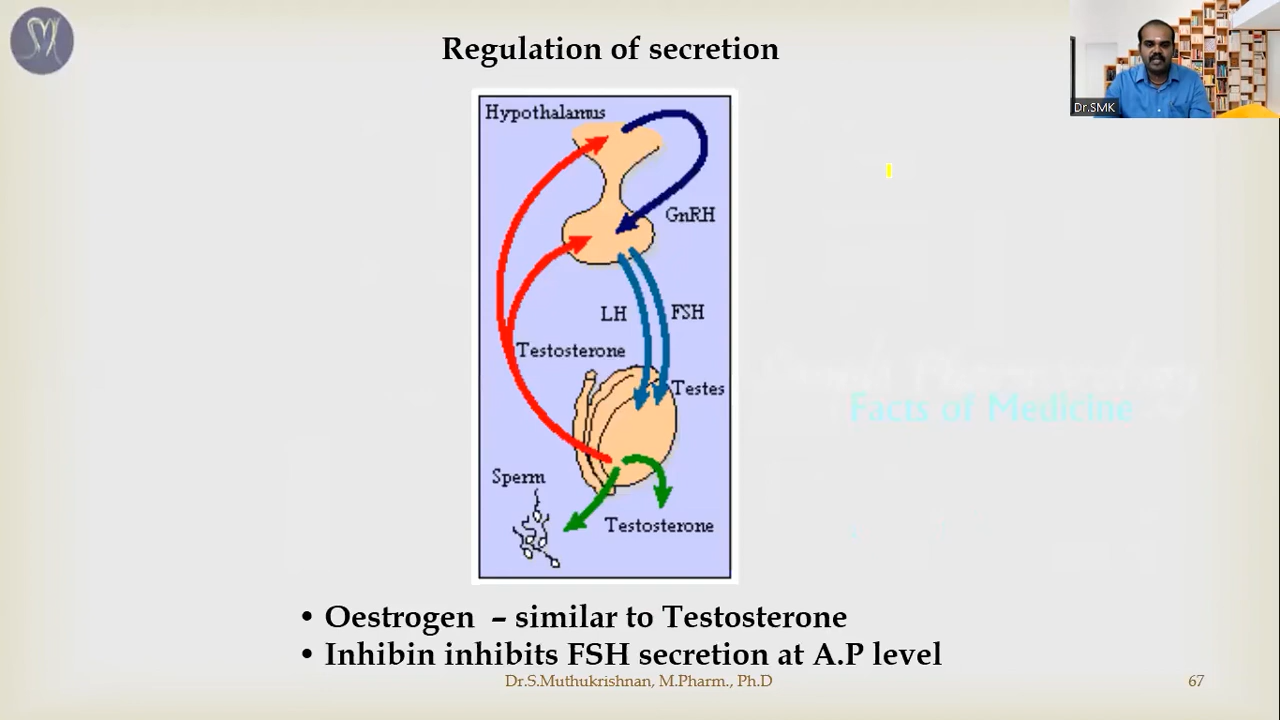 Regulation of secretion
Dr.SMK
Hypothalamus
GnRH
LH
FSH
Testosterone
Testes
Sperm
Testosterone
Facts of Medicine
• Oestrogen – similar to Testosterone
• Inhibin inhibits FSH secretion at A.P level
Dr.S.Muthukrishnan, M.Pharm., Ph.D
67